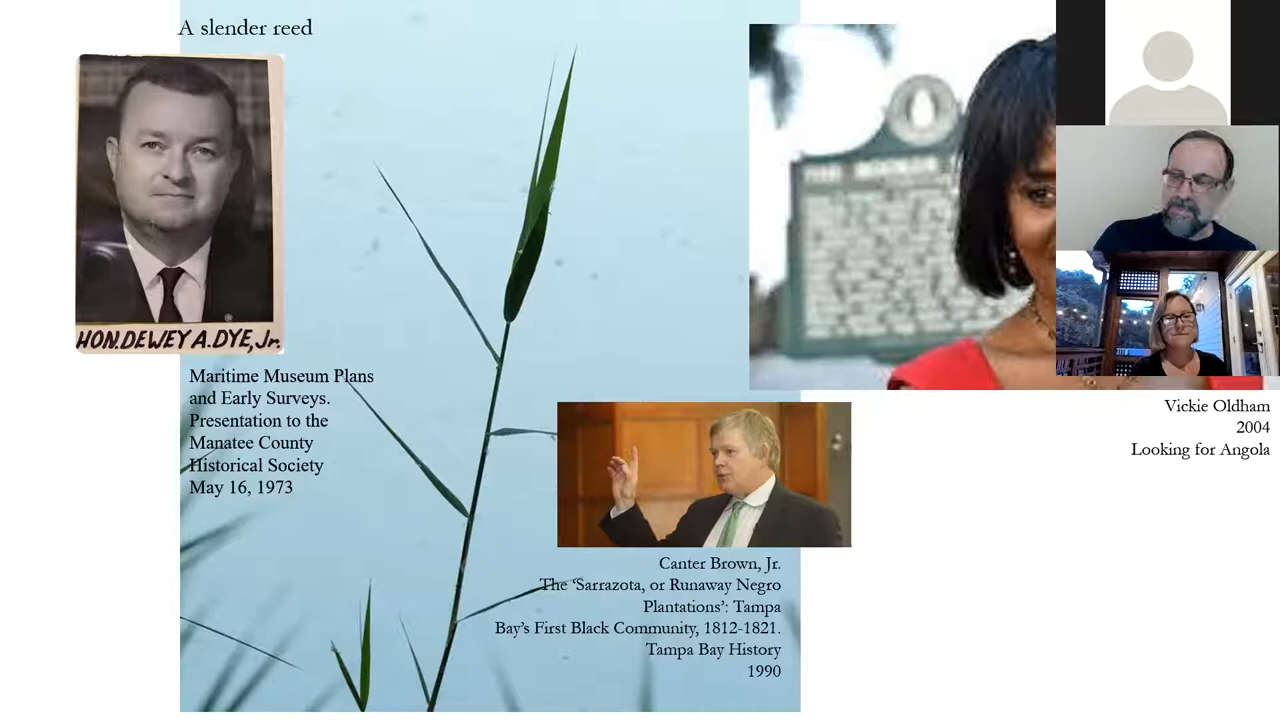 A slender reed
HON.DEWEY A.DYE,Jr.
Maritime Museum Plans
and Early Surveys.
Presentation to the
Manatee County
Historical Society
May 16, 1973
Canter Brown, Jr.
The ‘Sarrazota, or Runaway Negro
Plantations’: Tampa
Bay’s First Black Community, 1812-1821.
Tampa Bay History
1990
Vickie Oldham
2004
Looking for Angola